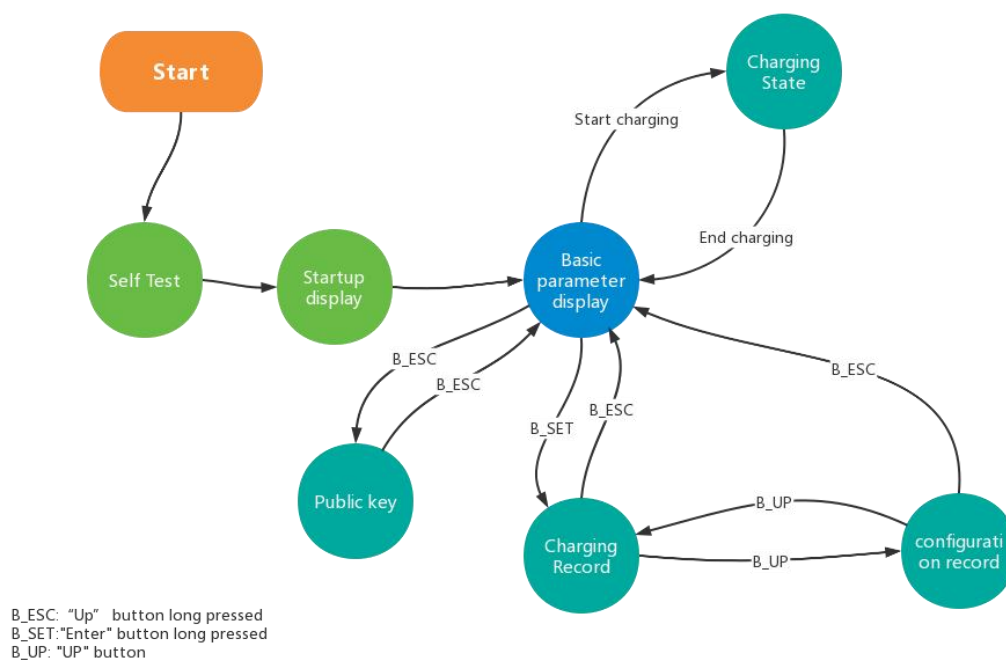 Start
Charging
State
Start charging
End charging
Self Test
Startup
display
Basic
parameter
display
B_ESC
B_ESC
B_SET
B_ESC
B_ESC
Public key
Charging
Record
B_UP
B_UP
configurati
on record
B_ESC: “Up” button long pressed
B_SET:"Enter" button long pressed
B_UP: "UP" button